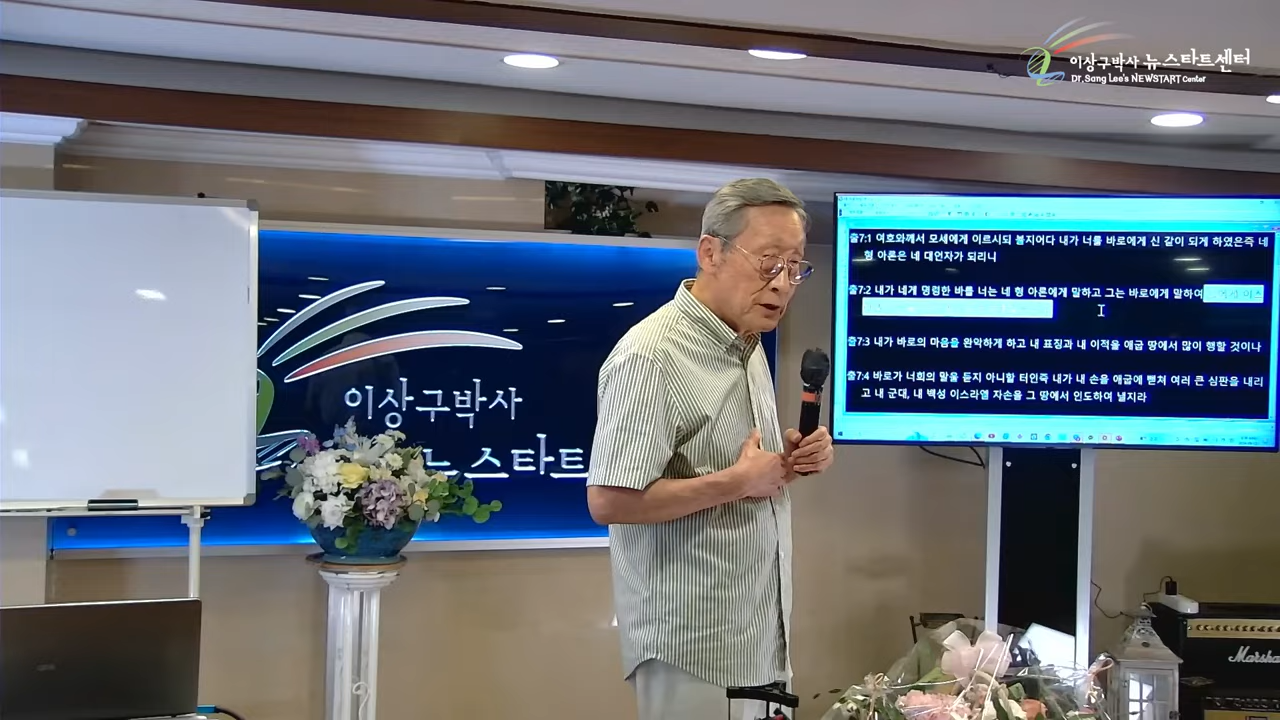 이상구박사 뉴스타트센터
Dr. Sang Lee's NEWSTART Center
출7:1 여호와께서 모세에게 이르시되 봄지어다 내가 너를 바로에게 신 같이 되게 하였은즉 네
형 아론은 네 대언자가 되리니
출7:2 내가 네게 명령한 바를 너는 네 형 아론에게 말하고 그는 바로에게 말하여
출7:3 내가 바로의 마음을 완악하게 하고 내 표징과 내 이적을 애굽 땅에서 많이 행할 것이나
출7:4 바로가 너희의 말을 듣지 아니할 터인즉 내가 내 손을 애굽에 뻗쳐 여러 큰 심판을 내리
고 내 군대, 내 백성 이스라엘 자손을 그 땅에서 인도하여 낼지라
이상구박사
뉴스타트
Marsha